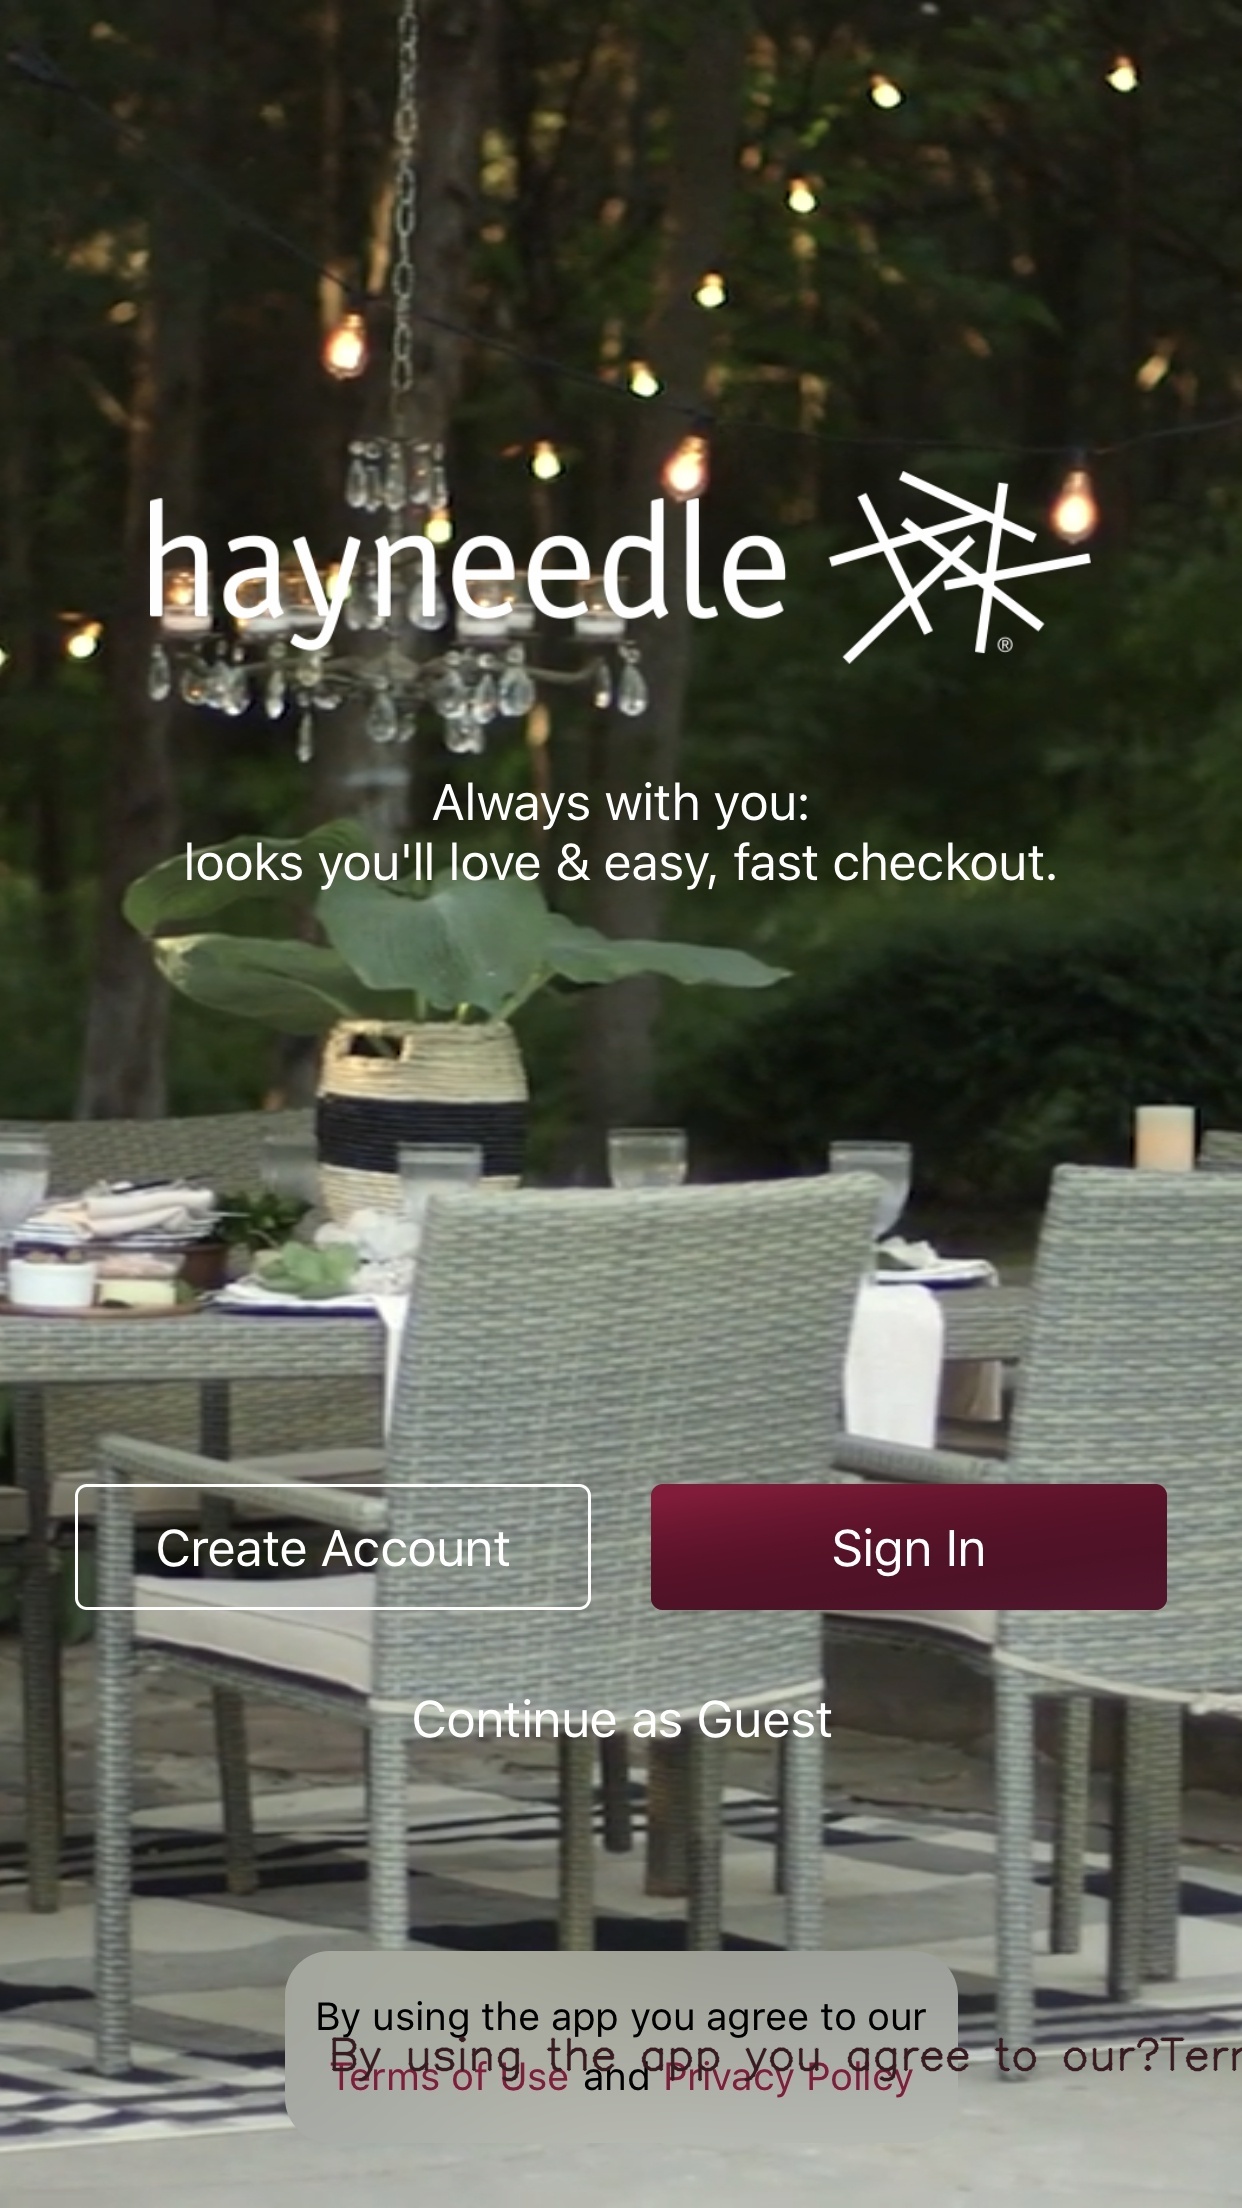 hayneedle
®
Always with you:
looks you'll love & easy, fast checkout.
Create Account
Sign In
Continue as Guest
By using the app you agree to our
By using the app you agree to our?Terr
Terms of Use and Privacy Policy